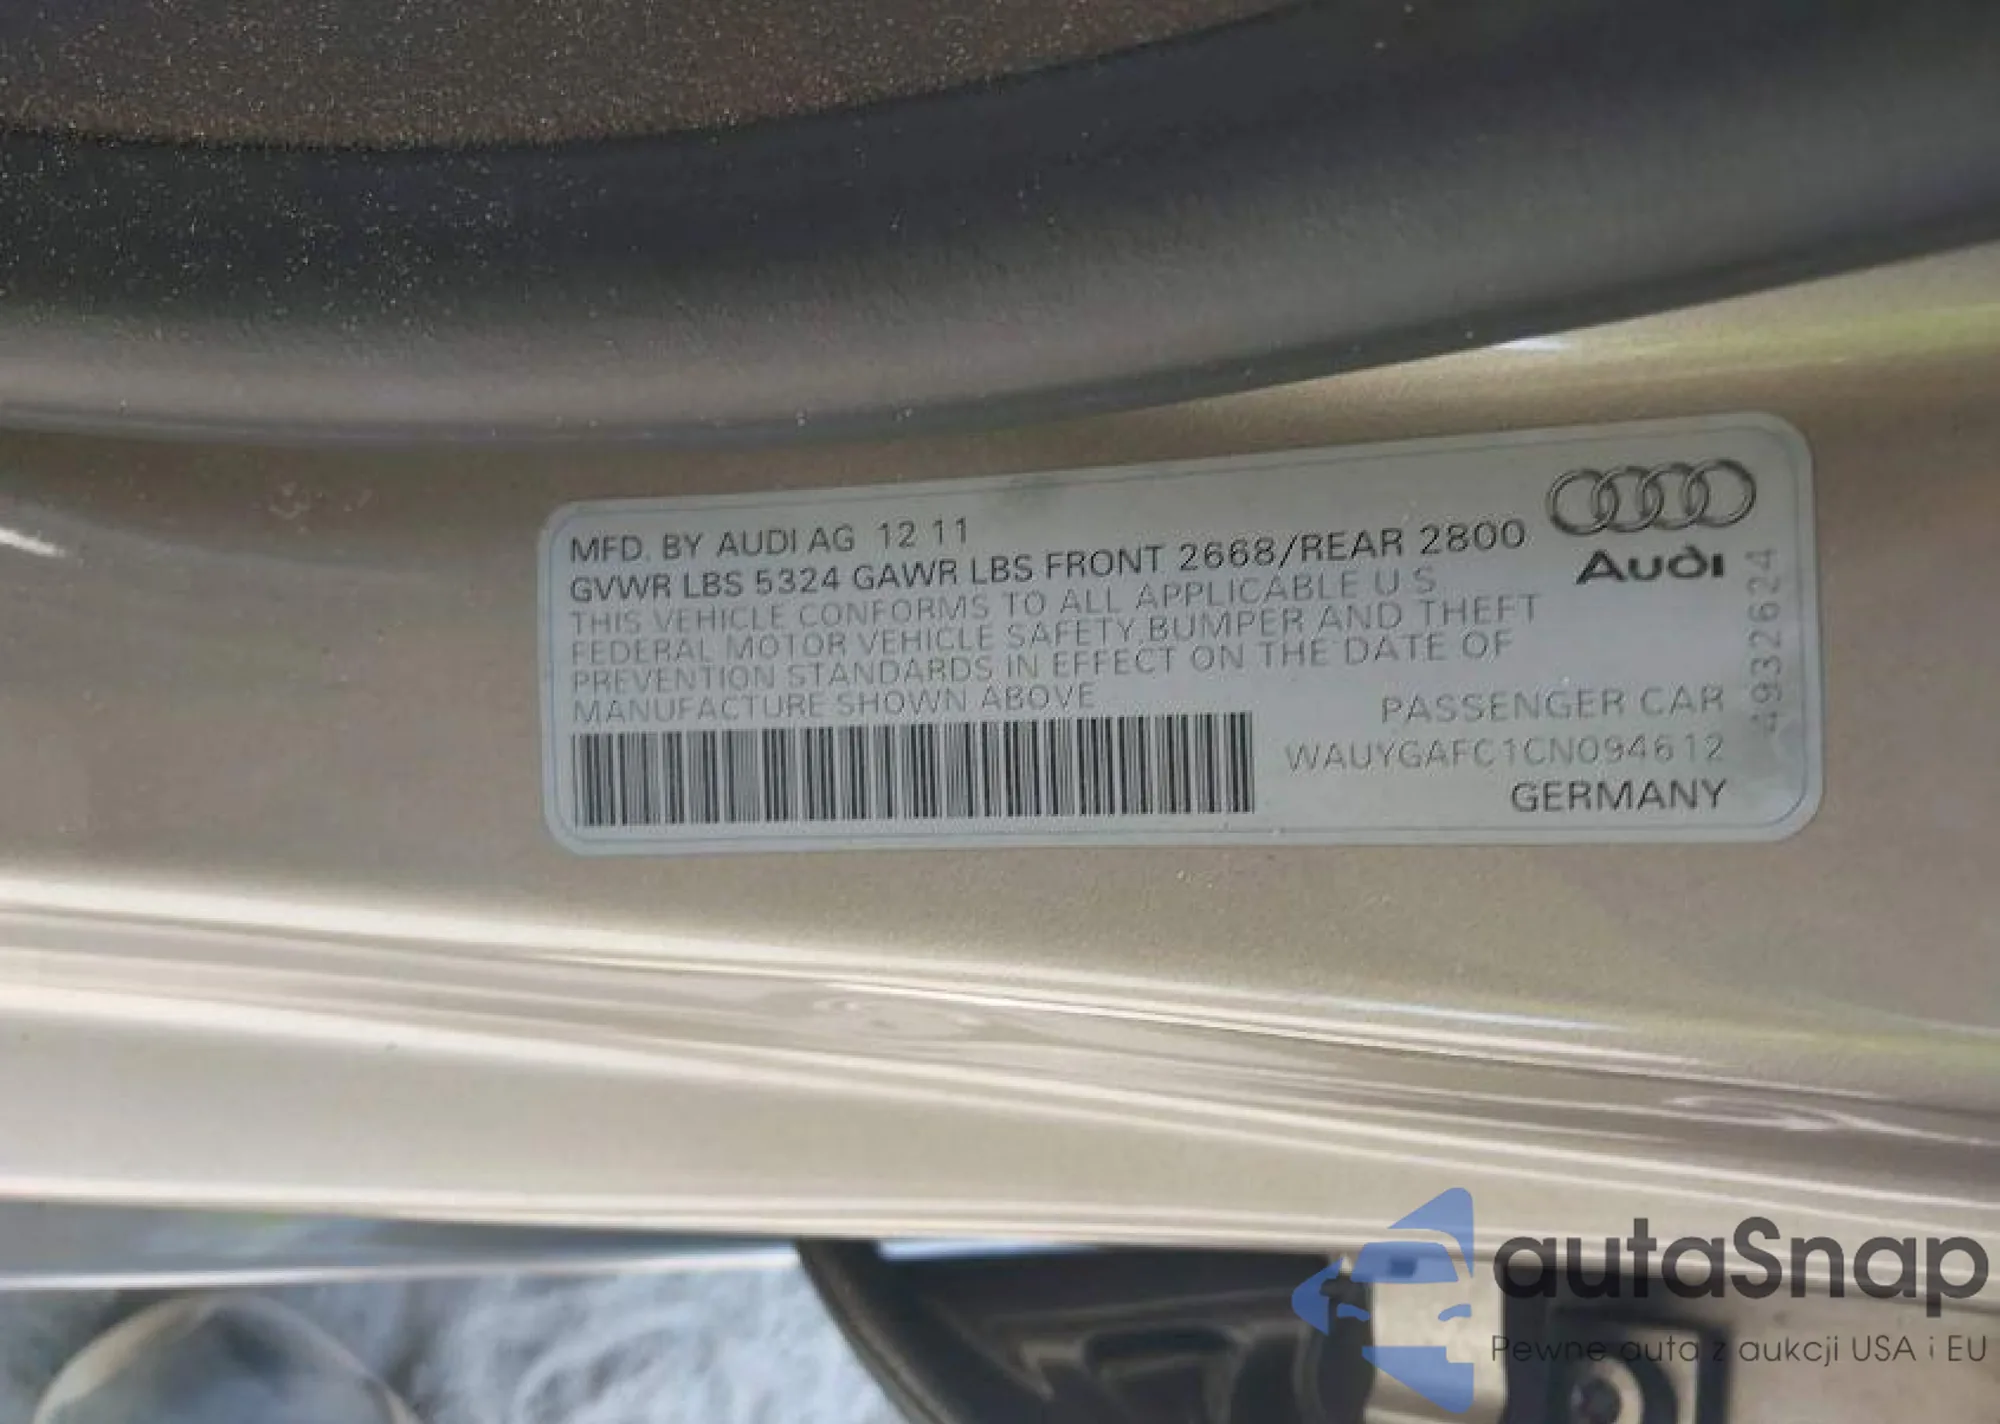 MFD. BY AUDI AG 12 11
GVWR LBS 5324 GAWR LBS FRONT 2668/REAR 2800
THIS VEHICLE CONFORMS TO ALL APPLICABLE U S
FEDERAL MOTOR VEHICLE SAFETY, BUMPER AND THEFT
PREVENTION STANDARDS IN EFFECT ON THE DATE OF
MANUFACTURE SHOWN ABOVE
Audi
4932624
PASSENGER CAR
WAUYGAFC1CN094612
GERMANY
autaSnap
Pewne auta z aukcji USA i EU